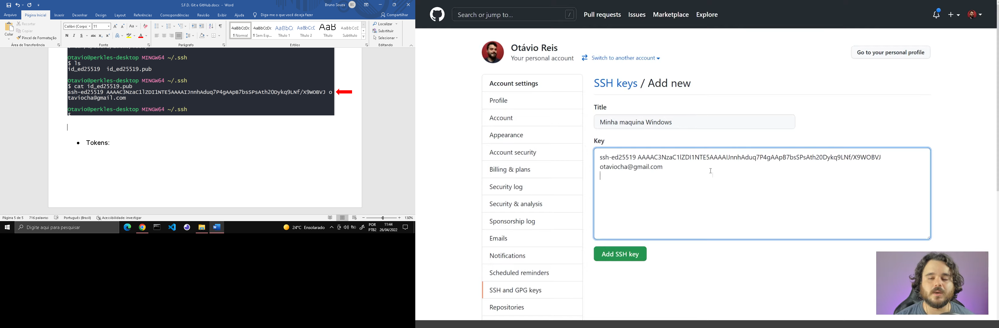 S.F.D. Git e GitHub.docx - Word
Bruno Souza BS
Arquivo Página Inicial Inserir Desenhar Design Layout Referências Correspondências Revisão Exibir Ajuda Diga-me o que você deseja fazer Compartilhar
Colar
Recortar
Copiar
Pincel de Formatação
Área de Transferência
Calibri (Corpo) 11
Aa
N I S abc x₂ x²
Fonte
Parágrafo
AaBbCcDc AaBbCcDc AaBbC AaBbCcD AaB AaBbCcD
¶ Normal ¶ Sem Esp... Título 1 Título 2 Título Subtítulo
Estilos
Localizar
Substituir
Selecionar
Editando
Otavio@perkles-desktop MINGW64 ~/.ssh
$ ls
id_ed25519 id_ed25519.pub
Otavio@perkles-desktop MINGW64 ~/.ssh
$ cat id_ed25519.pub
ssh-ed25519 AAAAC3NzaC1lZDI1NTE5AAAAIJnnhAduq7P4gAApB7bsSPsAth20Dykq9LNf/X9WOBVJ o
taviocha@gmail.com
Otavio@perkles-desktop MINGW64 ~/.ssh
$
• Tokens:
Página 5 de 5 716 palavras Português (Brasil) Acessibilidade: investigar 130%
Digite aqui para pesquisar
24°C Ensolarado
POR
PTB2
11:44
26/04/2022
Search or jump to... /
Pull requests Issues Marketplace Explore
Otávio Reis
Your personal account Switch to another account
Go to your personal profile
Account settings
Profile
Account
Appearance
Account security
Billing & plans
Security log
Security & analysis
Sponsorship log
Emails
Notifications
Scheduled reminders
SSH and GPG keys
Repositories
SSH keys / Add new
Title
Minha maquina Windows
Key
ssh-ed25519 AAAAC3NzaC1lZDI1NTE5AAAAIJnnhAduq7P4gAApB7bsSPsAth20Dykq9LNf/X9WOBVJ
otaviocha@gmail.com
Add SSH key